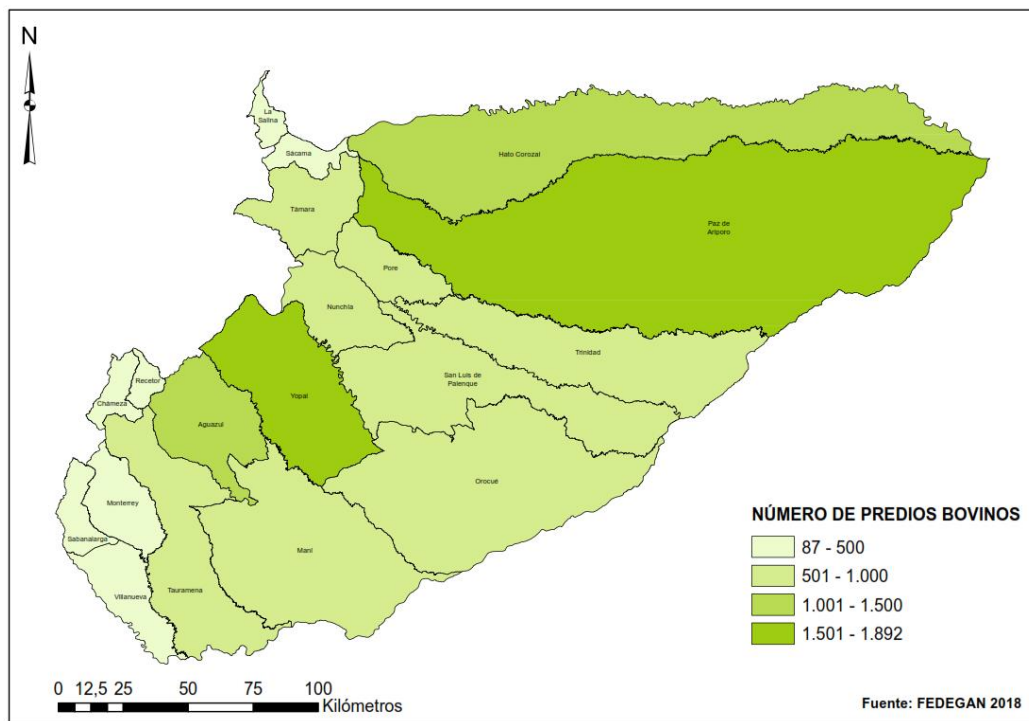 N
La
Salina
Sácama
Hato Corozal
Támara
Paz de
Ariporo
Pore
Nunchía
Trinidad
San Luis de
Palenque
Recetor
Yopal
Chámeza
Aguazul
Orocué
Monterrey
Sabanalarga
Maní
Tauramena
Villanueva
NÚMERO DE PREDIOS BOVINOS
87 - 500
501 - 1.000
1.001 - 1.500
1.501 - 1.892
0 12,5 25 50 75 100
Kilómetros
Fuente: FEDEGAN 2018